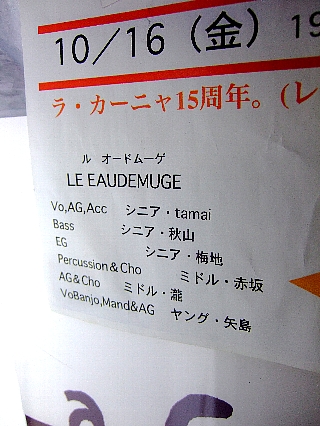 10／16（金） 19
ラ・カーニャ15周年。（レ
ル オードムーゲ
LE EAUDEMUGE
Vo,AG,Acc シニア・tamai
Bass シニア・秋山
EG シニア・梅地
Percussion&Cho ミドル・赤坂
AG&Cho ミドル・瀧
VoBanjo,Mand&AG ヤング・矢島